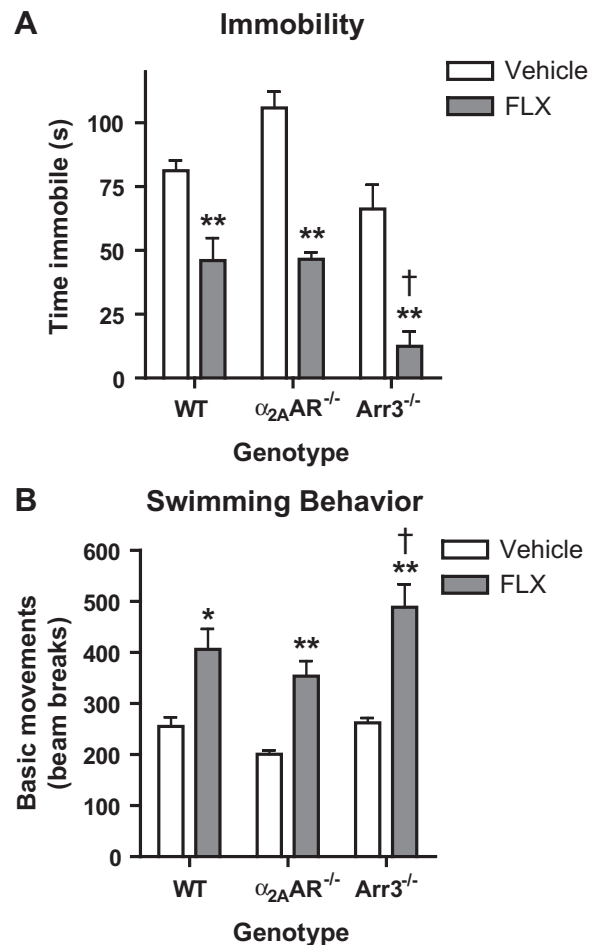 A
Immobility
Vehicle
FLX
Time immobile (s)
100
75
50
25
0
**
**
†
**
WT
α2AAR-/-
Arr3-/-
Genotype
B
Swimming Behavior
Vehicle
FLX
Basic movements
(beam breaks)
600
500
400
300
200
100
0
*
**
†
**
WT
α2AAR-/-
Arr3-/-
Genotype